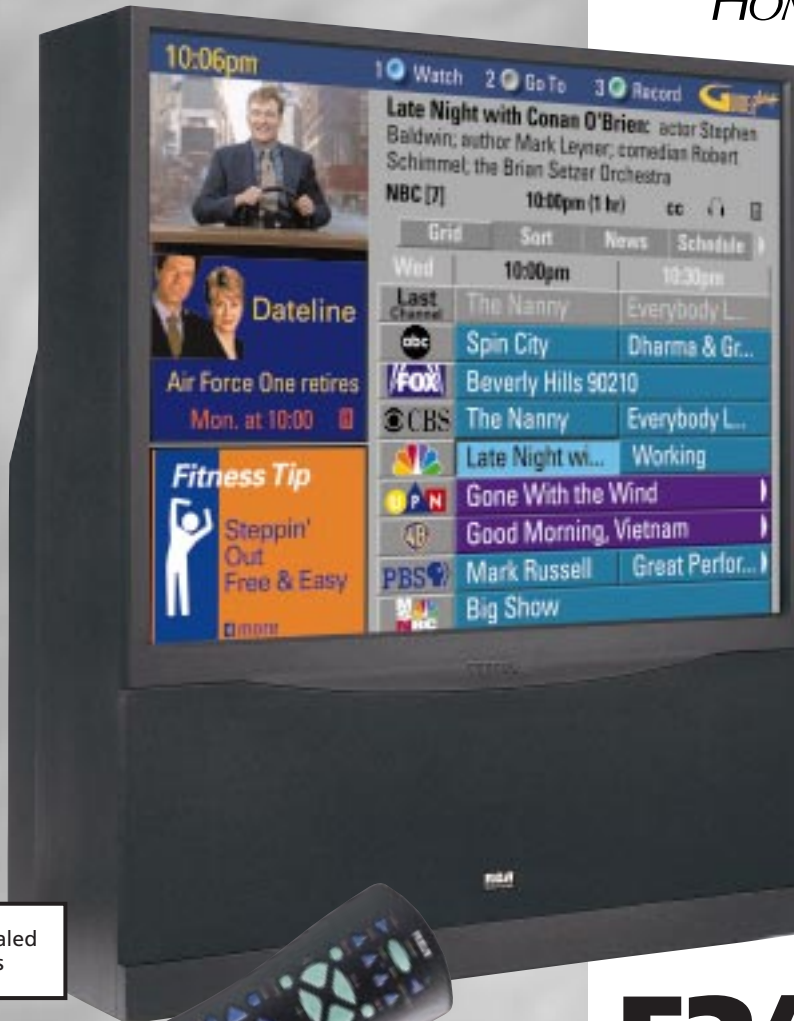 HOM
10:06pm
1 Watch 2 Go To 3 Record GUIDE plus+
Late Night with Conan O'Brien: actor Stephen
Baldwin; author Mark Leyner; comedian Robert
Schimmel; the Brian Setzer Orchestra
NBC [7] 10:00pm (1 hr) cc
Grid Sort News Schedule
Wed 10:00pm 10:30pm
Last
Channel
The Nanny Everybody L...
abc Spin City Dharma & Gr...
FOX Beverly Hills 90210
CBS The Nanny Everybody L...
Late Night wi... Working
UPN Gone With the Wind
WB Good Morning, Vietnam
PBS Mark Russell Great Perfor...
Big Show
Dateline
Air Force One retires
Mon. at 10:00
Fitness Tip
Steppin'
Out
Free & Easy
more
RCA
aled
s